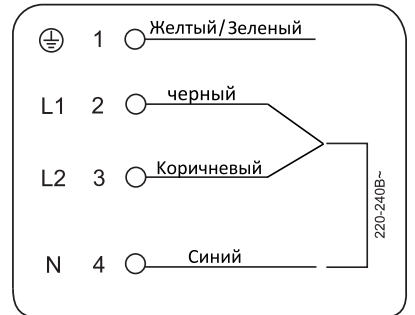 1 Желтый/Зеленый
L1 2 черный
L2 3 Коричневый
N 4 Синий
220-240В~